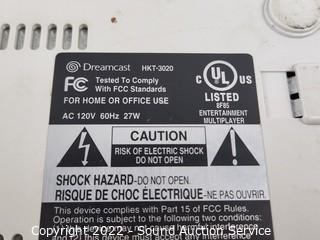 Dreamcast HKT-3020
FC Tested To Comply
With FCC Standards
FOR HOME OR OFFICE USE
AC 120V 60Hz 27W
C UL US
LISTED
8F85
ENTERTAINMENT
MULTIPLAYER
CAUTION
RISK OF ELECTRIC SHOCK
DO NOT OPEN
SHOCK HAZARD-DO NOT OPEN.
RISQUE DE CHOC ÉLECTRIQUE-NE PAS OUVRIR.
This device complies with Part 15 of FCC Rules.
Operation is subject to the following two conditions:
Copyright 2022 - Sound Auction Service